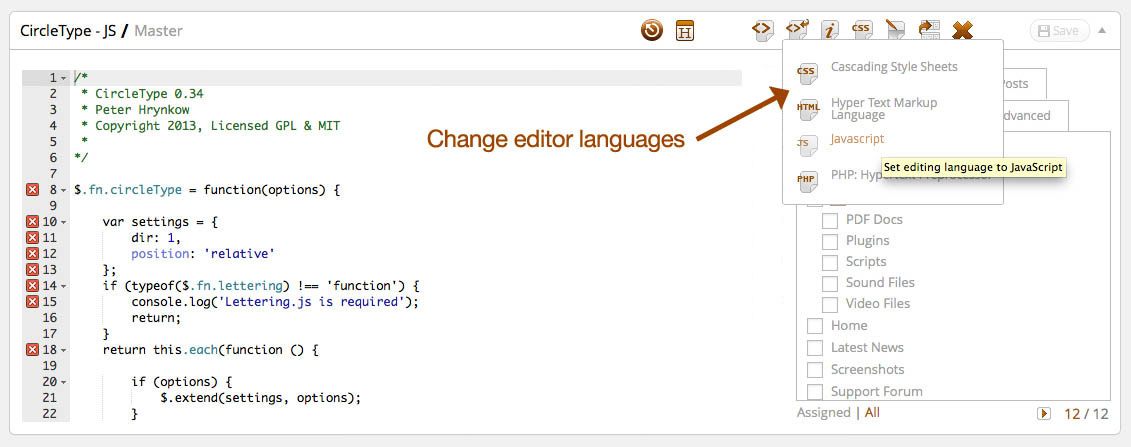 CircleType - JS / Master
H
<>
<>
i
CSS
Save
CSS Cascading Style Sheets
HTML Hyper Text Markup
Language
JS Javascript
Set editing language to JavaScript
PHP PHP: Hypertext Preprocessor
Change editor languages
Posts
Advanced
1 /*
2 * CircleType 0.34
3 * Peter Hrynkow
4 * Copyright 2013, Licensed GPL & MIT
5 *
6 */
7
8 $.fn.circleType = function(options) {
9
10 var settings = {
11 dir: 1,
12 position: 'relative'
13 };
14 if (typeof($.fn.lettering) !== 'function') {
15 console.log('Lettering.js is required');
16 return;
17 }
18 return this.each(function () {
19
20 if (options) {
21 $.extend(settings, options);
22 }
PDF Docs
Plugins
Scripts
Sound Files
Video Files
Home
Latest News
Screenshots
Support Forum
Assigned | All
12 / 12